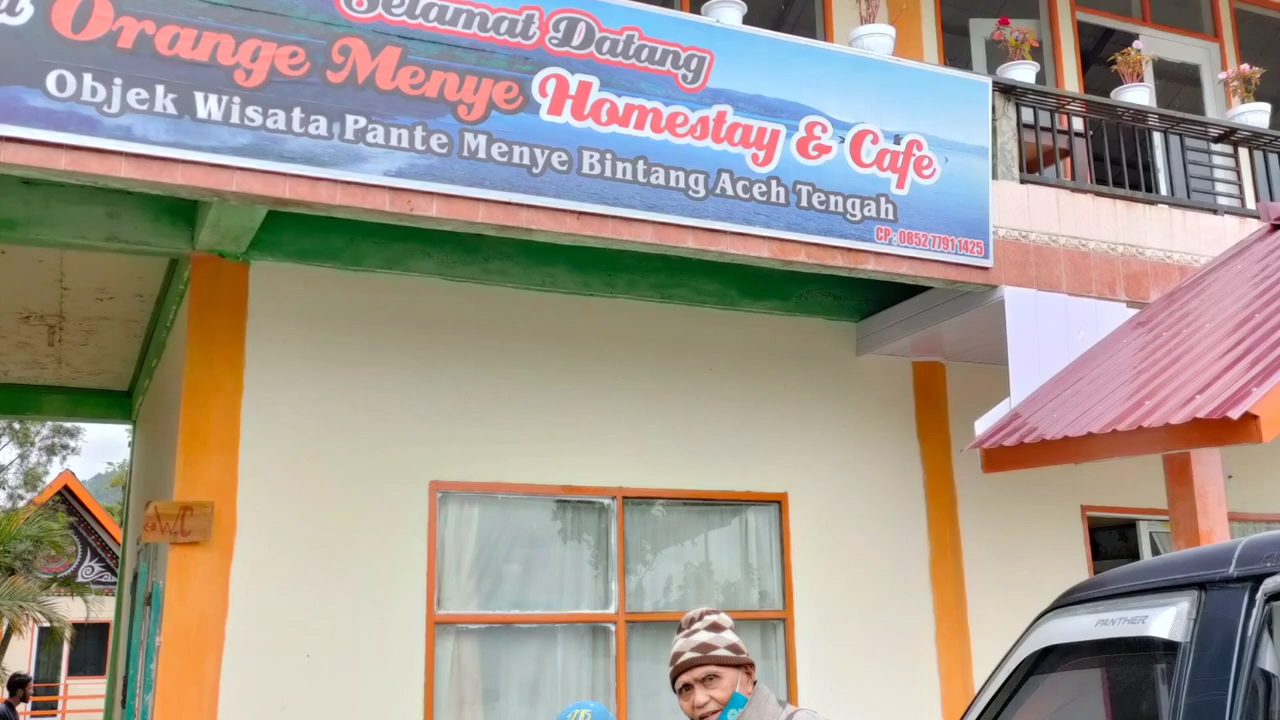 Selamat Datang
Orange Menye Homestay & Cafe
Objek Wisata Pante Menye Bintang Aceh Tengah
CP : 0852 7791 1425
WC
PANTHER